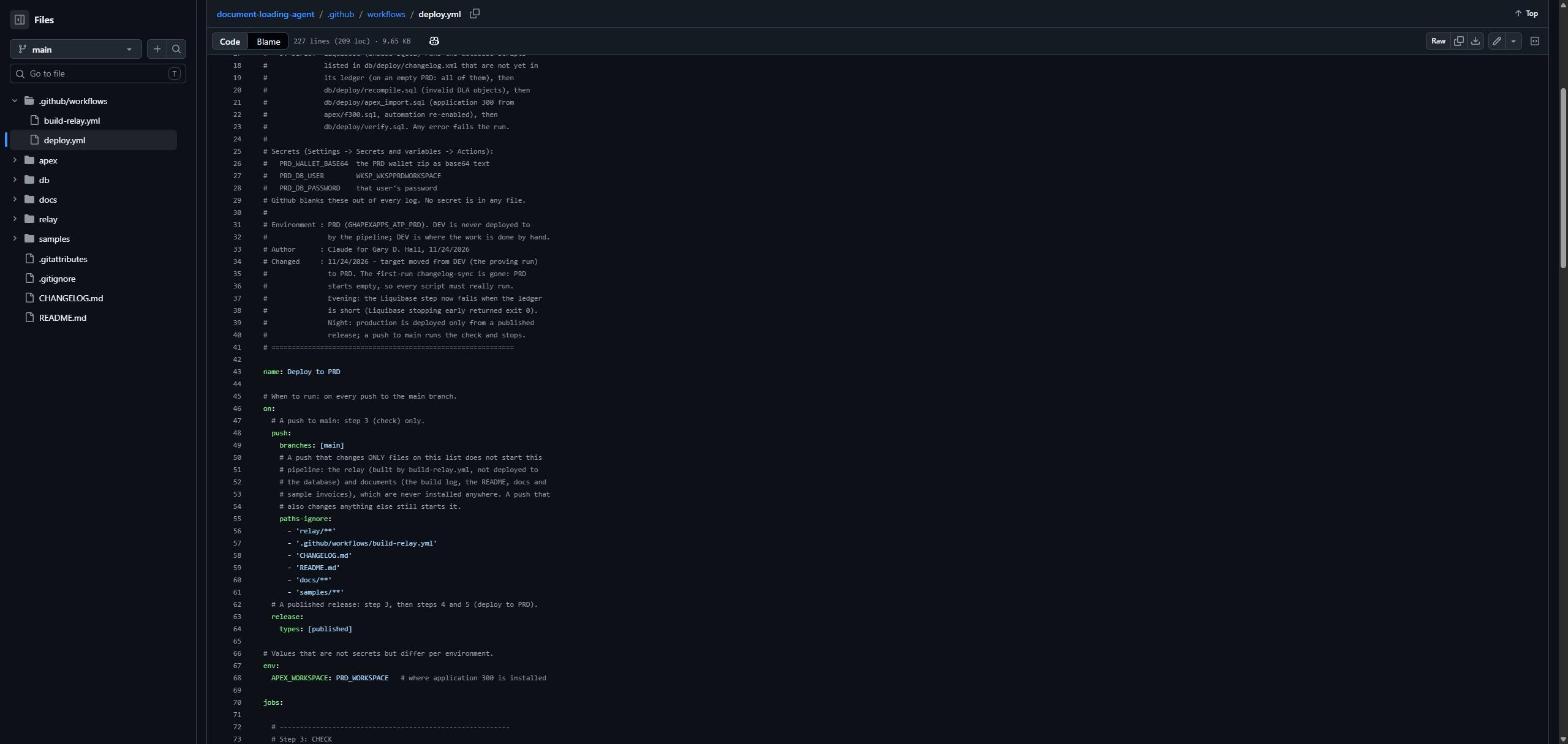 Files
main
Go to file
T
.github/workflows
build-relay.yml
deploy.yml
apex
db
docs
relay
samples
.gitattributes
.gitignore
CHANGELOG.md
README.md
document-loading-agent / .github / workflows / deploy.yml
Top
Code Blame 227 lines (209 loc) · 9.65 KB
Raw
18 # listed in db/deploy/changelog.xml that are not yet in
19 # its ledger (on an empty PRD: all of them), then
20 # db/deploy/recompile.sql (invalid DLA objects), then
21 # db/deploy/apex_import.sql (application 300 from
22 # apex/f300.sql, automation re-enabled), then
23 # db/deploy/verify.sql. Any error fails the run.
24 #
25 # Secrets (Settings -> Secrets and variables -> Actions):
26 # PRD_WALLET_BASE64 the PRD wallet zip as base64 text
27 # PRD_DB_USER WKSP_WKSPPRDWORKSPACE
28 # PRD_DB_PASSWORD that user's password
29 # Github blanks these out of every log. No secret is in any file.
30 #
31 # Environment : PRD (GHAPEXAPPS_ATP_PRD). DEV is never deployed to
32 # by the pipeline; DEV is where the work is done by hand.
33 # Author : Claude for Gary D. Hall, 11/24/2026
34 # Changed : 11/24/2026 - target moved from DEV (the proving run)
35 # to PRD. The first-run changelog-sync is gone: PRD
36 # starts empty, so every script must really run.
37 # Evening: the Liquibase step now fails when the ledger
38 # is short (Liquibase stopping early returned exit 0).
39 # Night: production is deployed only from a published
40 # release; a push to main runs the check and stops.
41 # ============================================================
42
43 name: Deploy to PRD
44
45 # When to run: on every push to the main branch.
46 on:
47 # A push to main: step 3 (check) only.
48 push:
49 branches: [main]
50 # A push that changes ONLY files on this list does not start this
51 # pipeline: the relay (built by build-relay.yml, not deployed to
52 # the database) and documents (the build log, the README, docs and
53 # sample invoices), which are never installed anywhere. A push that
54 # also changes anything else still starts it.
55 paths-ignore:
56 - 'relay/**'
57 - '.github/workflows/build-relay.yml'
58 - 'CHANGELOG.md'
59 - 'README.md'
60 - 'docs/**'
61 - 'samples/**'
62 # A published release: step 3, then steps 4 and 5 (deploy to PRD).
63 release:
64 types: [published]
65
66 # Values that are not secrets but differ per environment.
67 env:
68 APEX_WORKSPACE: PRD_WORKSPACE # where application 300 is installed
69
70 jobs:
71
72 # ---------------------------------------------------------
73 # Step 3: CHECK